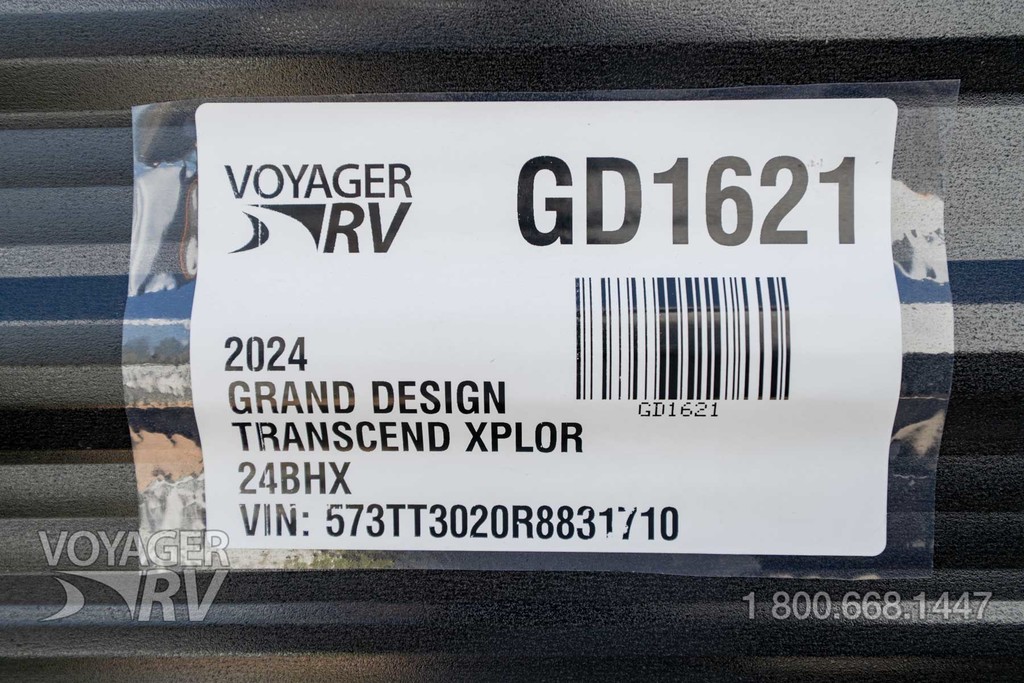 VOYAGER
RV
GD1621
GD1621
2024
GRAND DESIGN
TRANSCEND XPLOR
24BHX
VIN: 573TT3020R8831710
VOYAGER
RV
1 800.668.1447